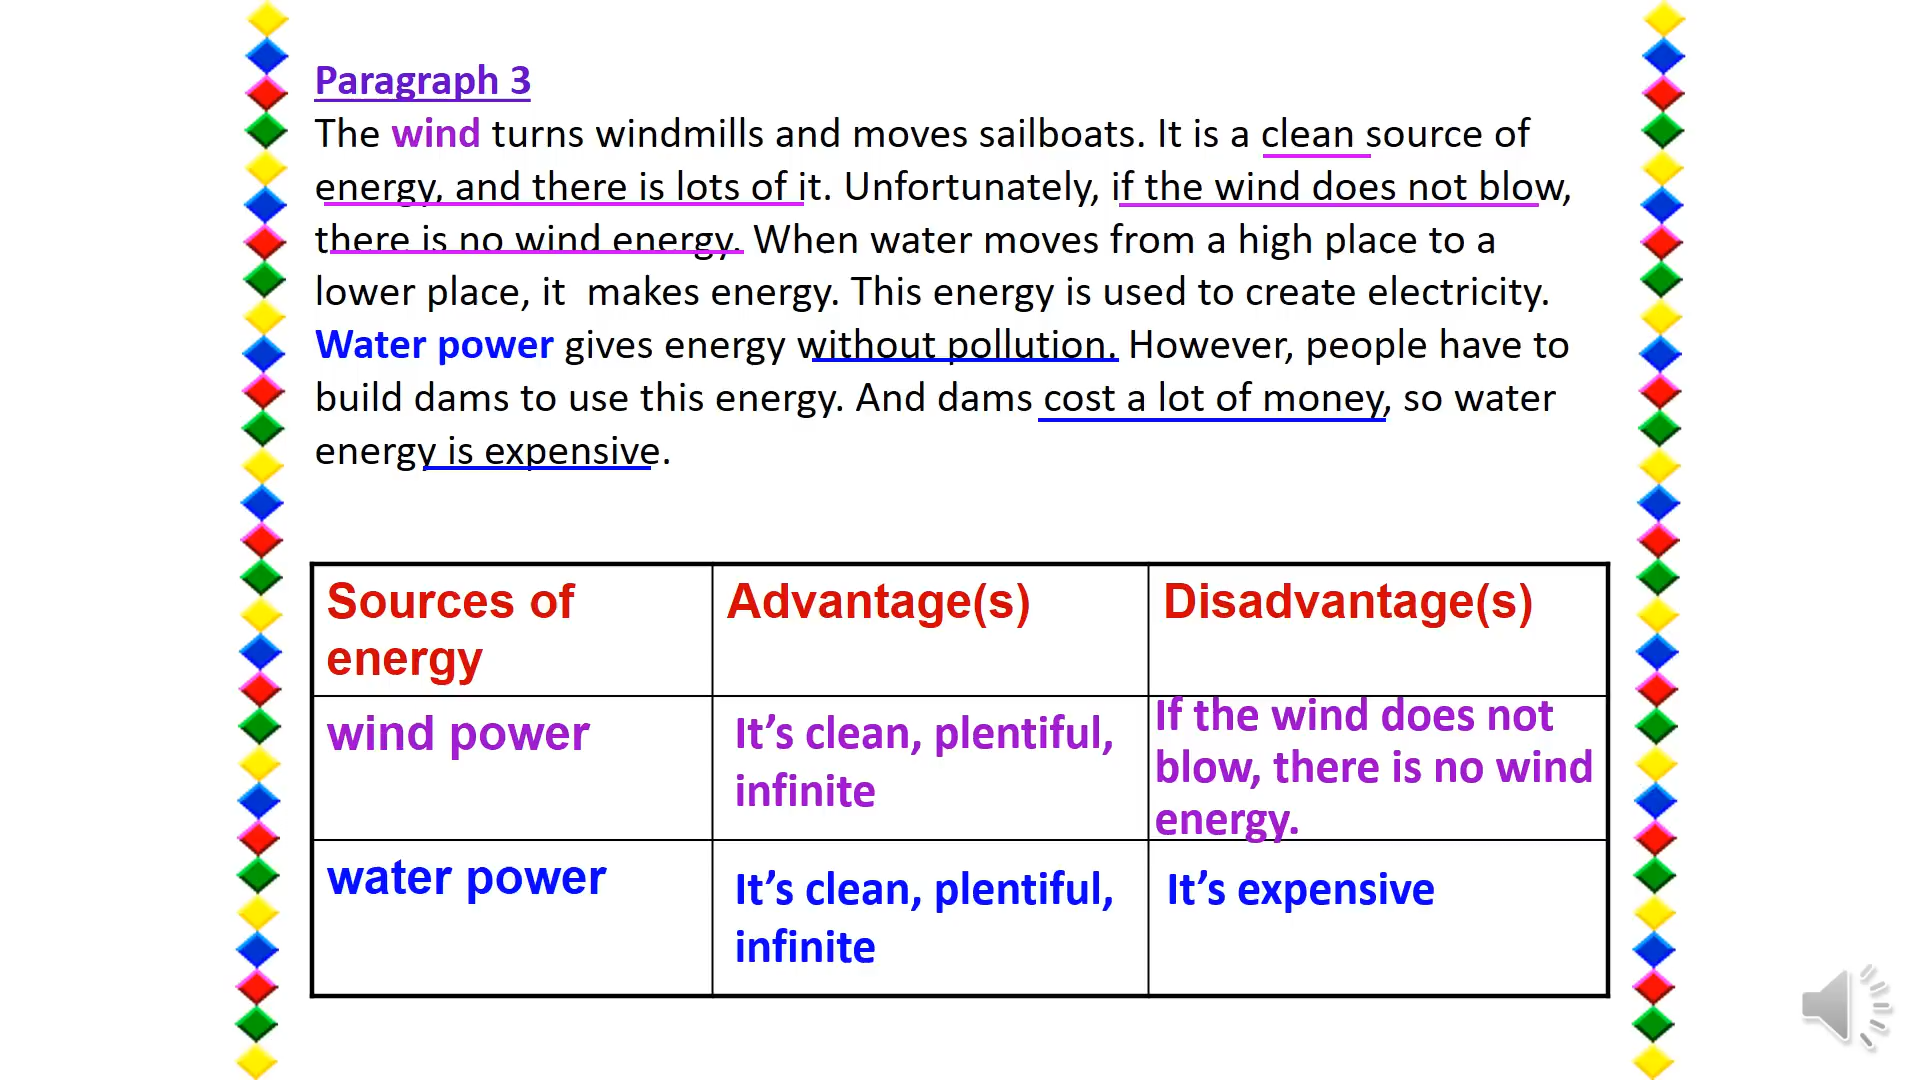 Paragraph 3
The wind turns windmills and moves sailboats. It is a clean source of
energy, and there is lots of it. Unfortunately, if the wind does not blow,
there is no wind energy. When water moves from a high place to a
lower place, it  makes energy. This energy is used to create electricity.
Water power gives energy without pollution. However, people have to
build dams to use this energy. And dams cost a lot of money, so water
energy is expensive.
Sources of
energy
Advantage(s)
Disadvantage(s)
wind power
It’s clean, plentiful,
infinite
If the wind does not
blow, there is no wind
energy.
water power
It’s clean, plentiful,
infinite
It’s expensive